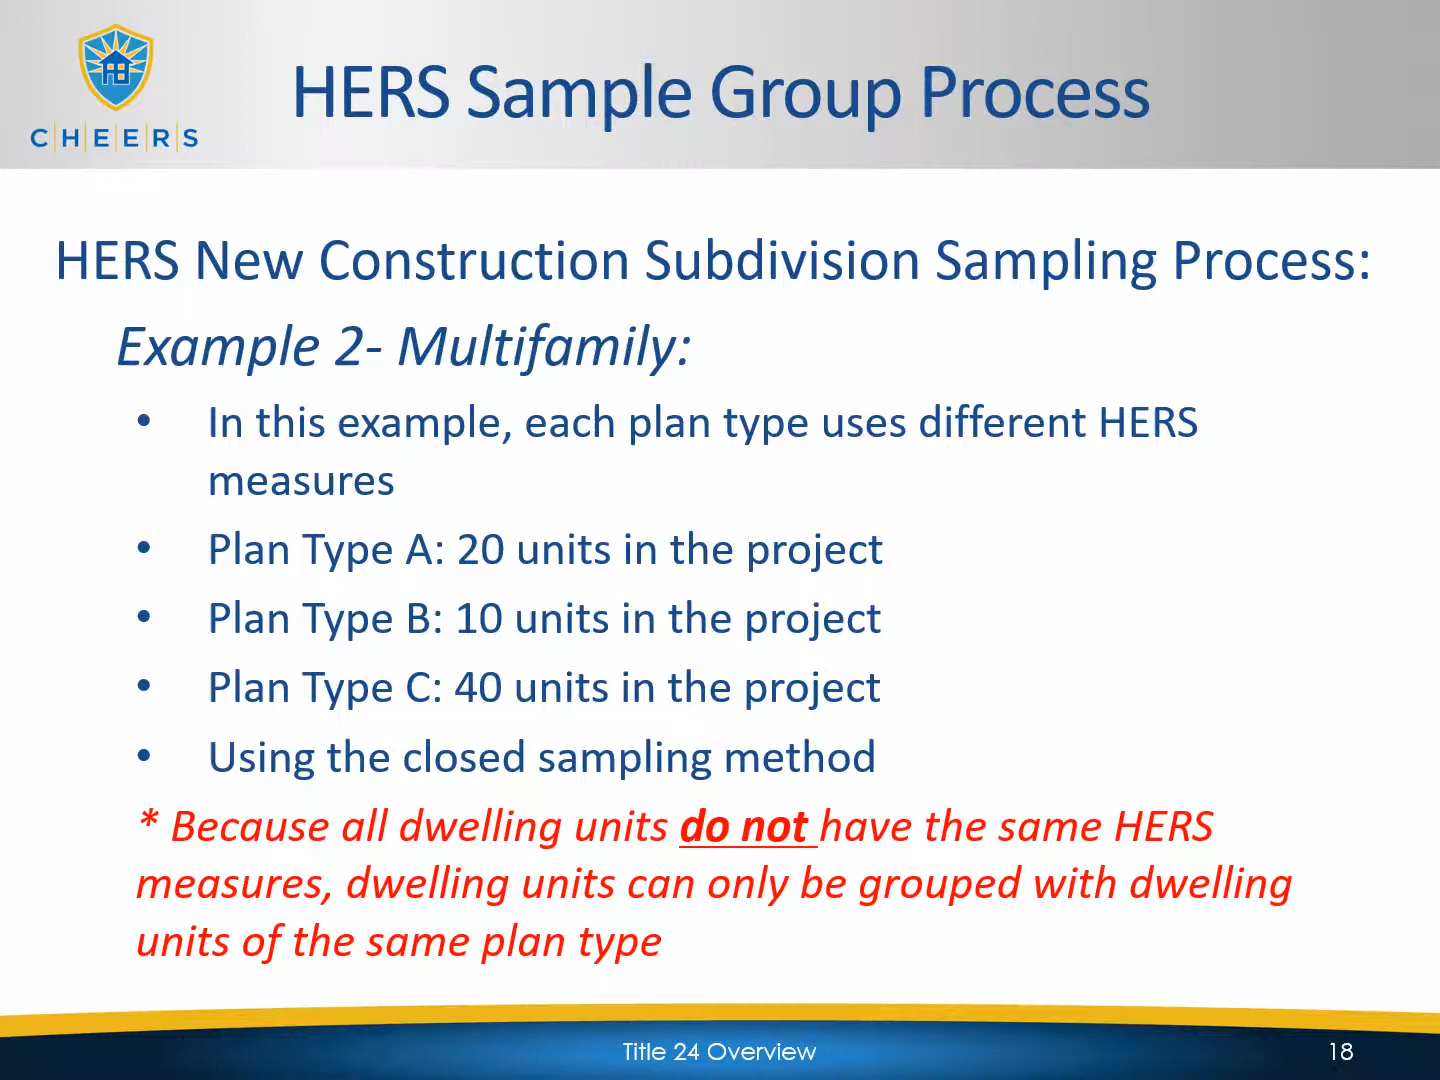 C|H|E|E|R|S
HERS Sample Group Process
HERS New Construction Subdivision Sampling Process:
Example 2- Multifamily:
• In this example, each plan type uses different HERS
measures
• Plan Type A: 20 units in the project
• Plan Type B: 10 units in the project
• Plan Type C: 40 units in the project
• Using the closed sampling method
* Because all dwelling units do not have the same HERS
measures, dwelling units can only be grouped with dwelling
units of the same plan type
Title 24 Overview
18